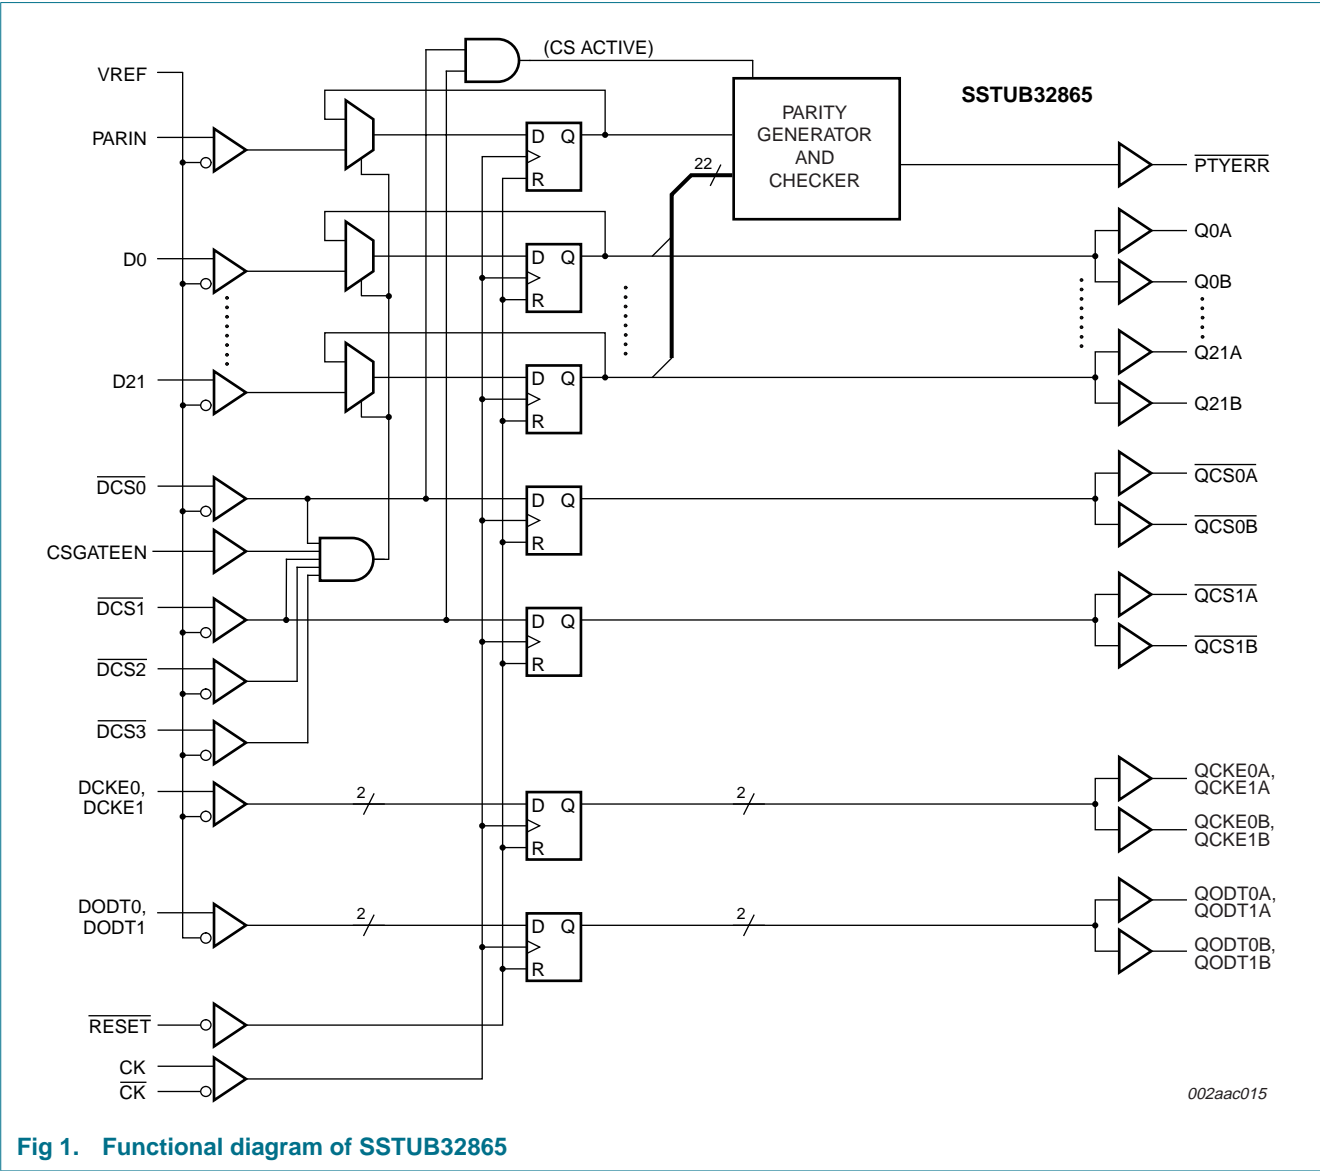 (CS ACTIVE)
VREF
SSTUB32865
PARITY
GENERATOR
AND
CHECKER
PARIN
D Q
R
22
PTYERR
D0
D Q
R
Q0A
Q0B
D21
D Q
R
Q21A
Q21B
DCS0
D Q
R
QCS0A
QCS0B
CSGATEEN
DCS1
D Q
R
QCS1A
QCS1B
DCS2
DCS3
DCKE0,
DCKE1
2
D Q
R
2
QCKE0A,
QCKE1A
QCKE0B,
QCKE1B
DODT0,
DODT1
2
D Q
R
2
QODT0A,
QODT1A
QODT0B,
QODT1B
RESET
CK
CK
002aac015
Fig 1. Functional diagram of SSTUB32865